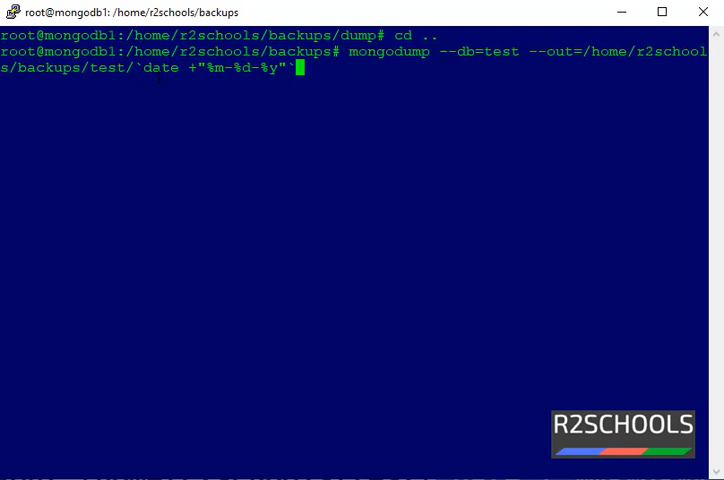 root@mongodb1: /home/r2schools/backups
root@mongodb1:/home/r2schools/backups/dump# cd ..
root@mongodb1:/home/r2schools/backups# mongodump --db=test --out=/home/r2school
s/backups/test/`date +"%m-%d-%y"`
R2SCHOOLS